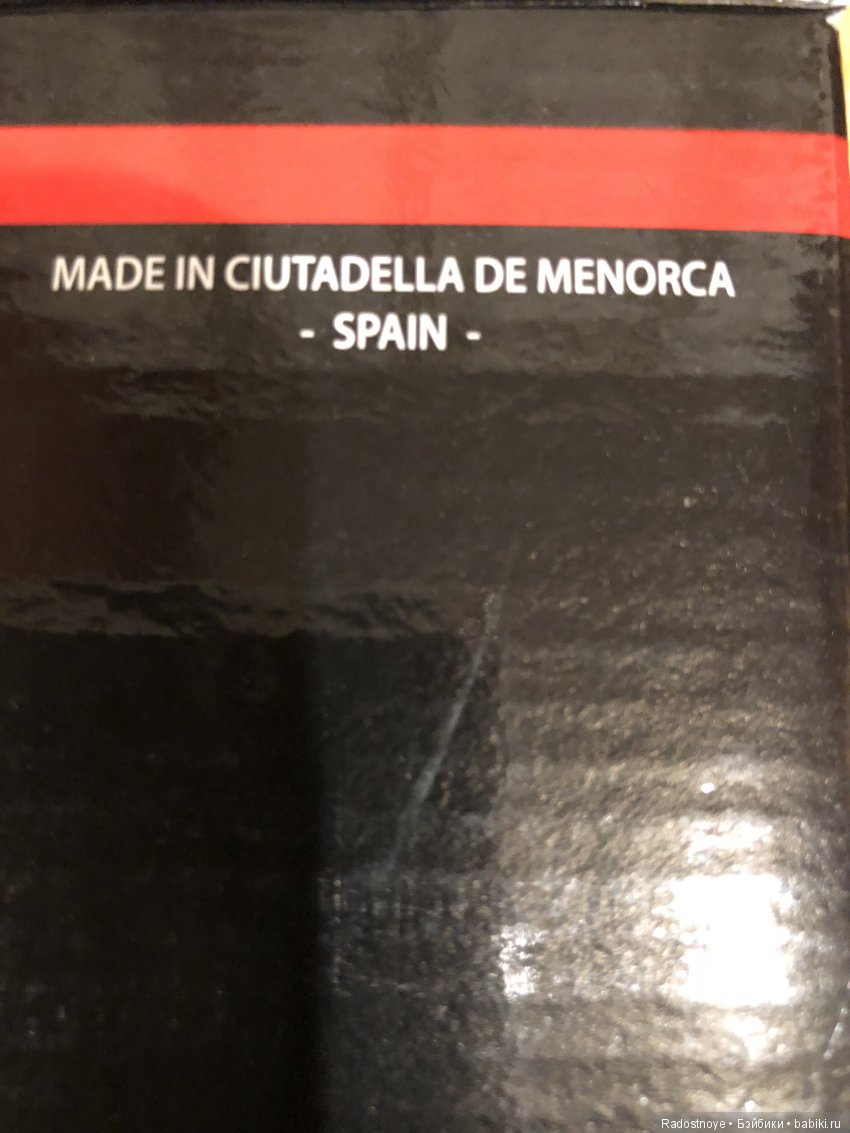 MADE IN CIUTADELLA DE MENORCA
- SPAIN -
Radostnoye • Бэйбики • babiki.ru